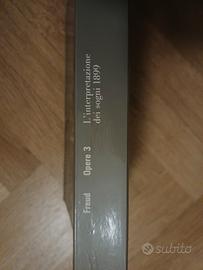 Freud
Opere 3
L'interpretazione
dei sogni 1899
subito